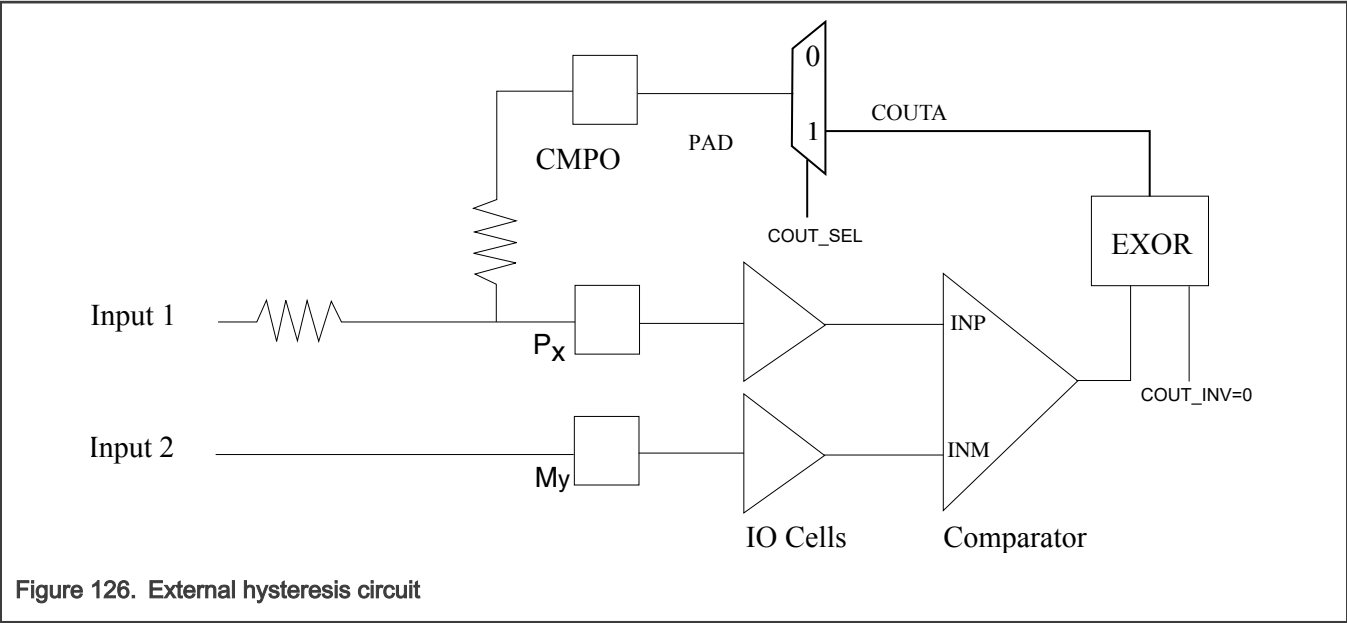 0
COUTA
1
PAD
CMPO
COUT_SEL
EXOR
Input 1
INP
Px
COUT_INV=0
Input 2
INM
My
IO Cells
Comparator
Figure 126. External hysteresis circuit